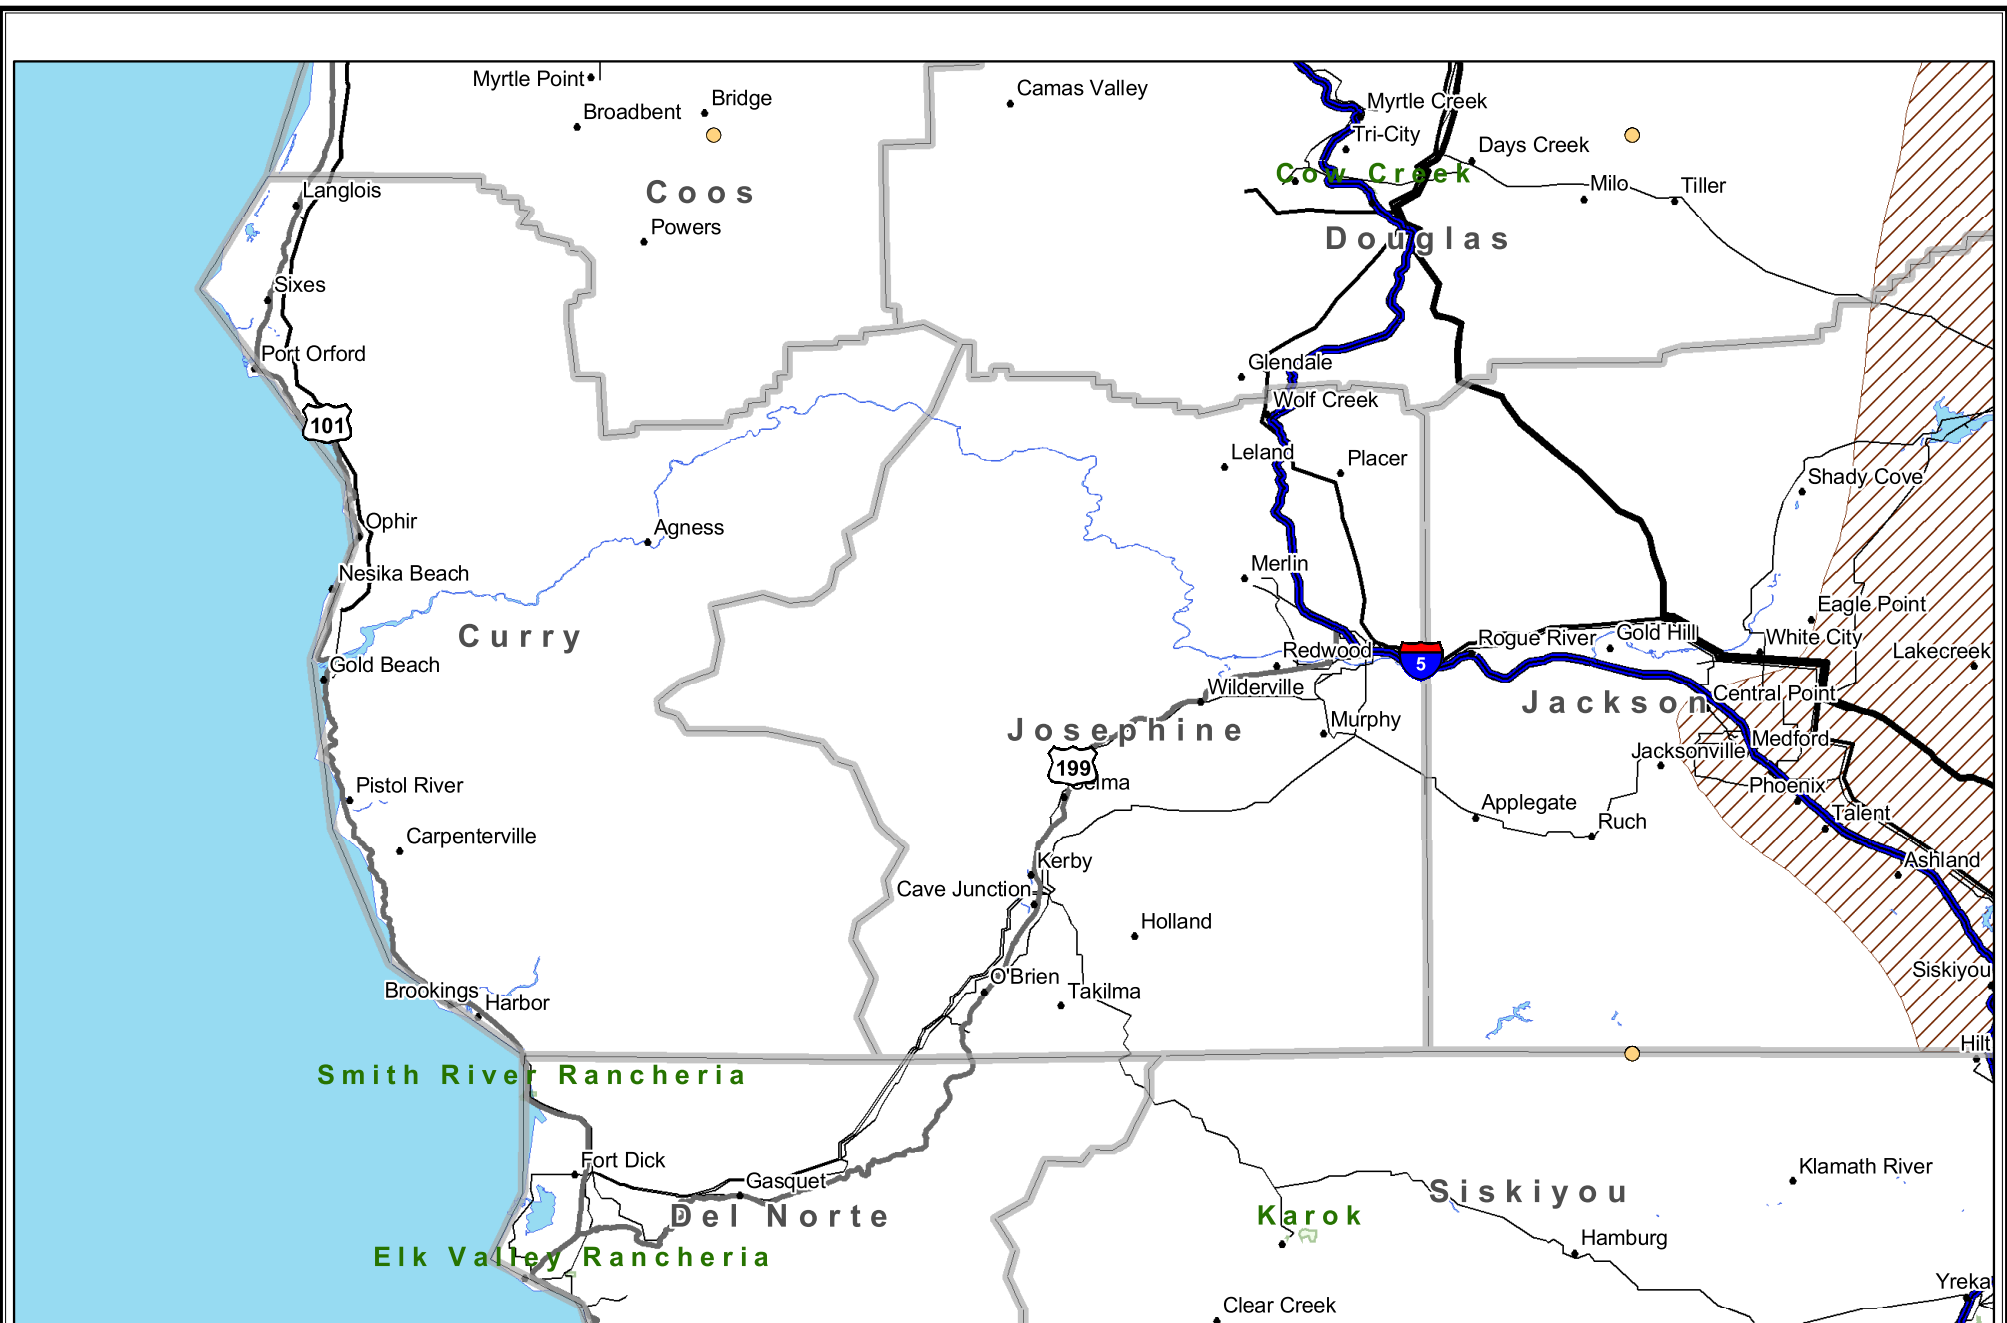 Myrtle Point
Broadbent
Bridge
Camas Valley
Myrtle Creek
Tri-City
Days Creek
Cow Creek
Milo
Tiller
Langlois
Coos
Powers
Douglas
Sixes
Port Orford
Glendale
Wolf Creek
101
Leland
Placer
Shady Cove
Ophir
Agness
Merlin
Nesika Beach
Eagle Point
Curry
Rogue River
Gold Hill
White City
Lakecreek
Gold Beach
Redwood
5
Wilderville
Central Point
Jackson
Josephine
Murphy
Medford
Jacksonville
199
Selma
Pistol River
Phoenix
Applegate
Ruch
Talent
Carpenterville
Kerby
Ashland
Cave Junction
Holland
O'Brien
Takilma
Siskiyou
Brookings
Harbor
Hilt
Smith River Rancheria
Fort Dick
Gasquet
Klamath River
Siskiyou
Del Norte
Karok
Hamburg
Elk Valley Rancheria
Yreka
Clear Creek